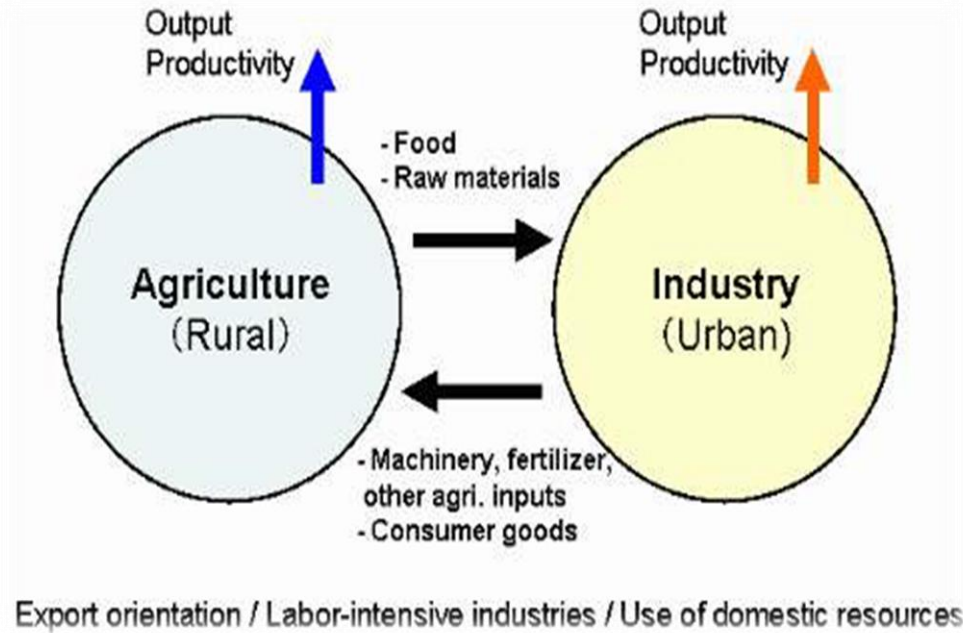 Output
Productivity
Output
Productivity
- Food
- Raw materials
Agriculture
(Rural)
Industry
(Urban)
- Machinery, fertilizer,
other agri. inputs
- Consumer goods
Export orientation / Labor-intensive industries / Use of domestic resources